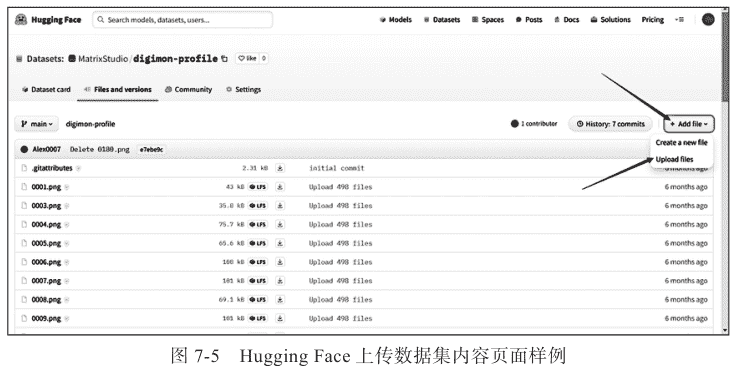 Hugging Face Search models, datasets, users... Models Datasets Spaces Posts Docs Solutions Pricing
Datasets: MatrixStudio/digimon-profile like 0
Dataset card Files and versions Community Settings
main digimon-profile 1 contributor History: 7 commits + Add file
Create a new file
Upload files
Alex0007 Delete 0180.png e7ebe9c
.gitattributes 2.31 kB initial commit 6 months ago
0001.png 43 kB LFS Upload 498 files 6 months ago
0003.png 35.8 kB LFS Upload 498 files 6 months ago
0004.png 75.7 kB LFS Upload 498 files 6 months ago
0005.png 65.6 kB LFS Upload 498 files 6 months ago
0006.png 100 kB LFS Upload 498 files 6 months ago
0007.png 101 kB LFS Upload 498 files 6 months ago
0008.png 69.1 kB LFS Upload 498 files 6 months ago
0009.png 101 kB LFS Upload 498 files 6 months ago
图 7-5 Hugging Face 上传数据集内容页面样例